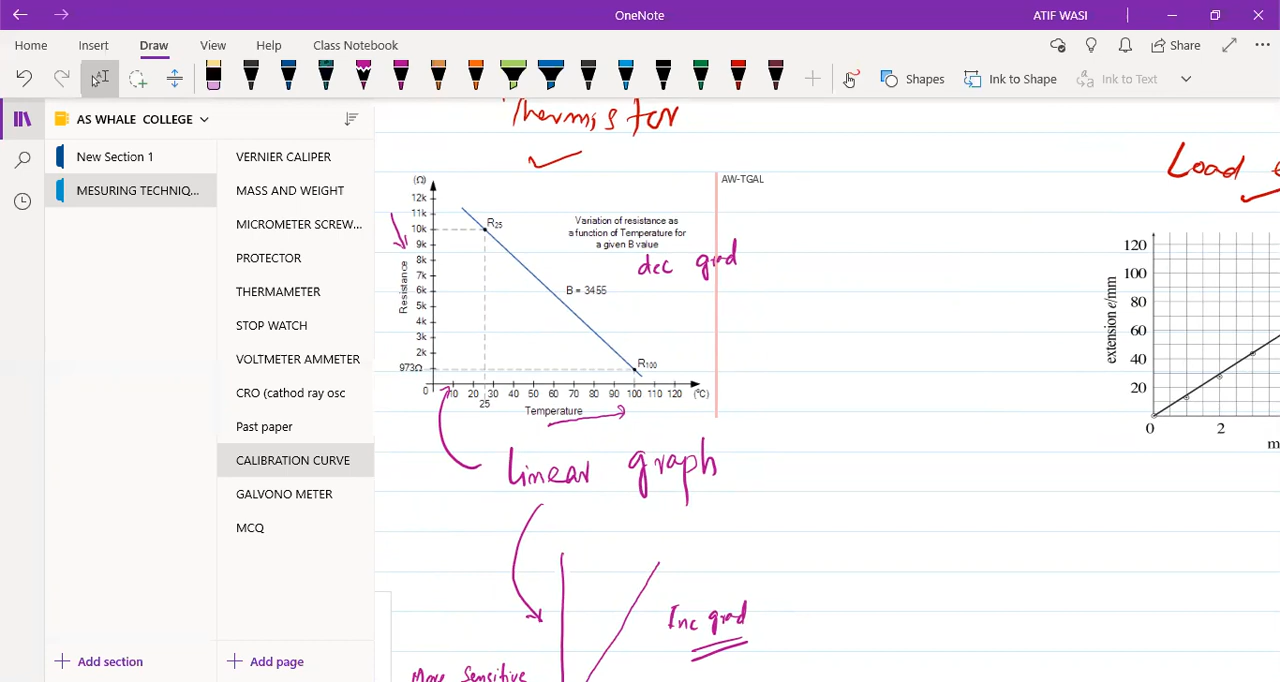 OneNote
ATIF WASI
Home Insert Draw View Help Class Notebook
Share
Shapes Ink to Shape Ink to Text
AS WHALE COLLEGE
New Section 1
MESURING TECHNIQ...
VERNIER CALIPER
MASS AND WEIGHT
MICROMETER SCREW...
PROTECTOR
THERMAMETER
STOP WATCH
VOLTMETER AMMETER
CRO (cathod ray osc
Past paper
CALIBRATION CURVE
GALVONO METER
MCQ
Add section
Add page
Thermistor
AW-TGAL
(Ω)
12k
11k
10k
9k
8k
7k
6k
5k
4k
3k
2k
973Ω
0 10 20 30 40 50 60 70 80 90 100 110 120 (°C)
25
Resistance
Temperature
R25
R100
Variation of resistance as
a function of Temperature for
a given B value
B = 3455
dec grad
linear graph
Inc grad
More Sensitive
Load e
extension e/mm
120
100
80
60
40
20
0 2
m